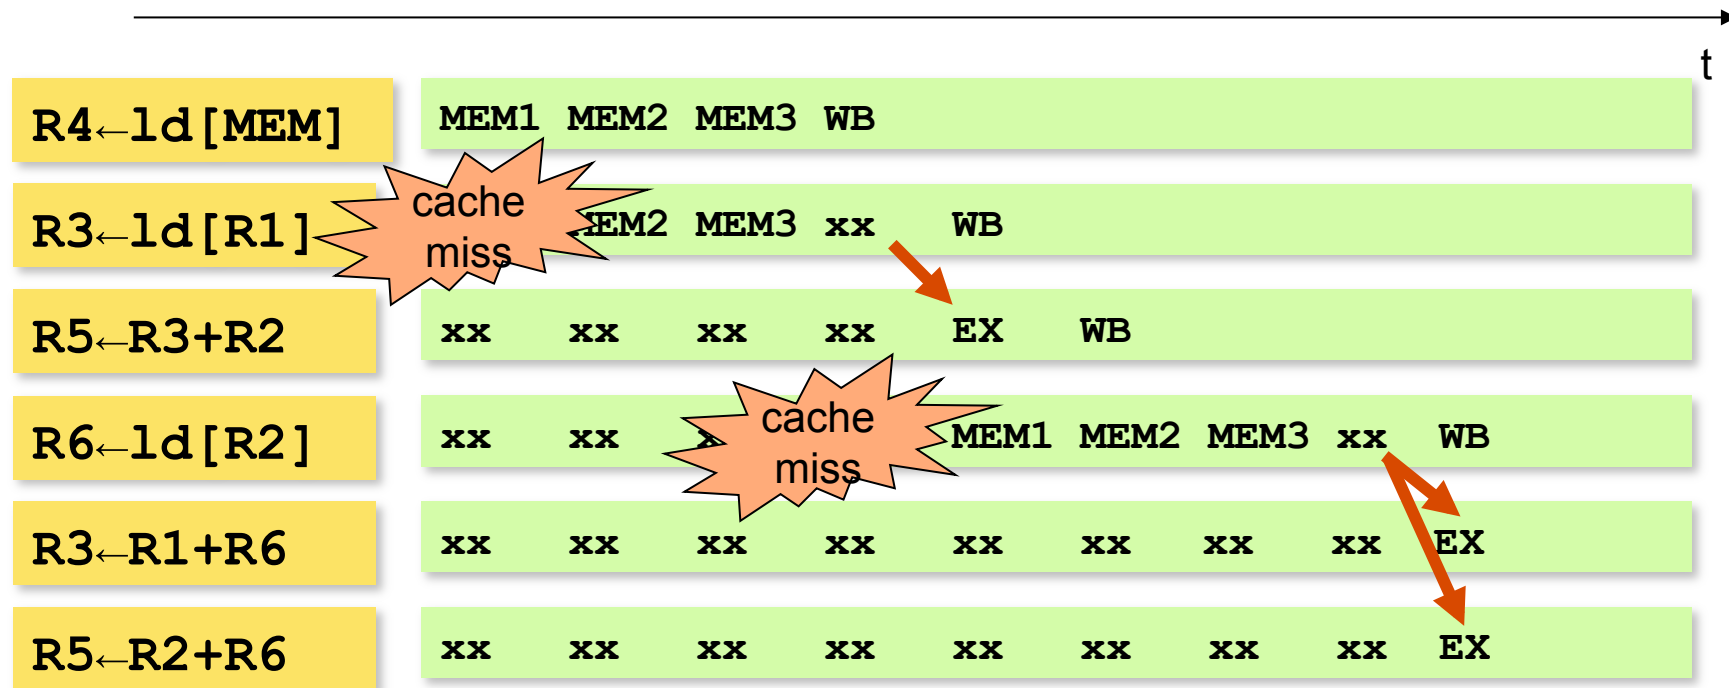 t
R4←ld[MEM] MEM1 MEM2 MEM3 WB
cache
miss
R3←ld[R1] MEM2 MEM3 xx WB
R5←R3+R2 xx xx xx xx EX WB
cache
miss
R6←ld[R2] xx xx MEM1 MEM2 MEM3 xx WB
R3←R1+R6 xx xx xx xx xx xx xx xx EX
R5←R2+R6 xx xx xx xx xx xx xx xx EX